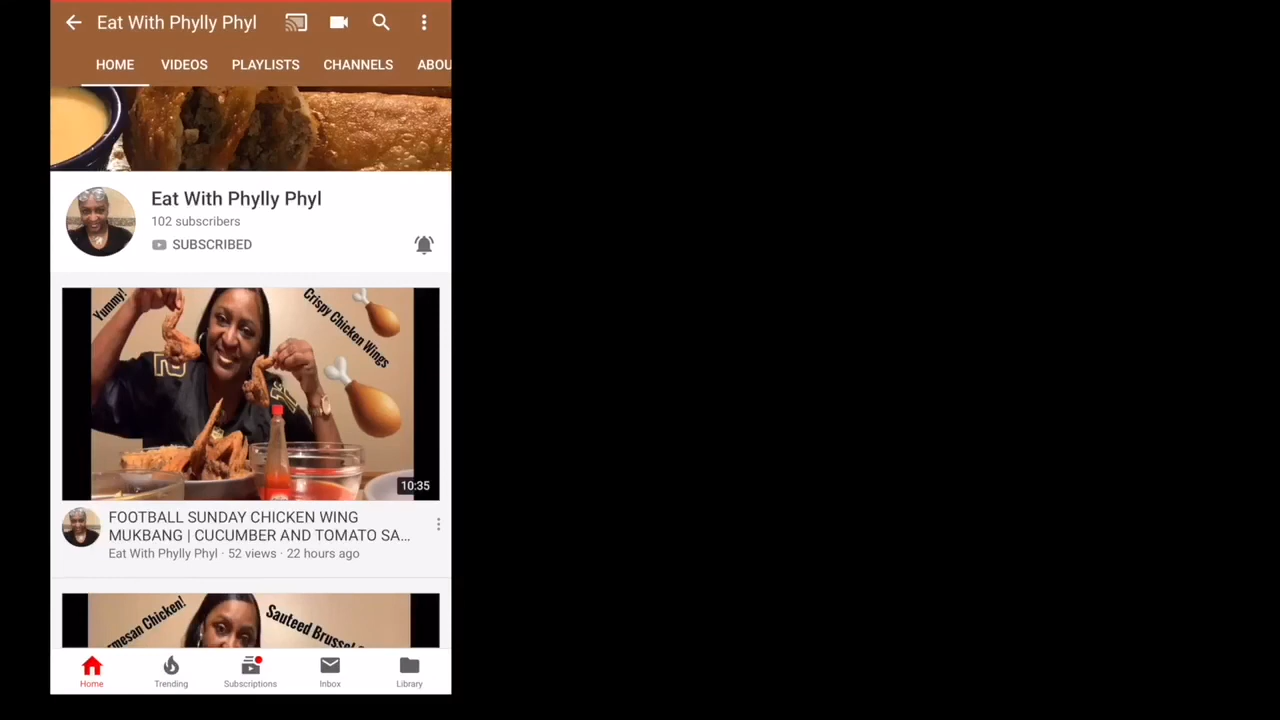 Eat With Phylly Phyl
HOME VIDEOS PLAYLISTS CHANNELS ABOU
Eat With Phylly Phyl
102 subscribers
SUBSCRIBED
Yummy!
Crispy Chicken Wings
10:35
FOOTBALL SUNDAY CHICKEN WING
MUKBANG | CUCUMBER AND TOMATO SA...
Eat With Phylly Phyl · 52 views · 22 hours ago
mesan Chicken!
Sauteed Brussel
Home Trending Subscriptions Inbox Library